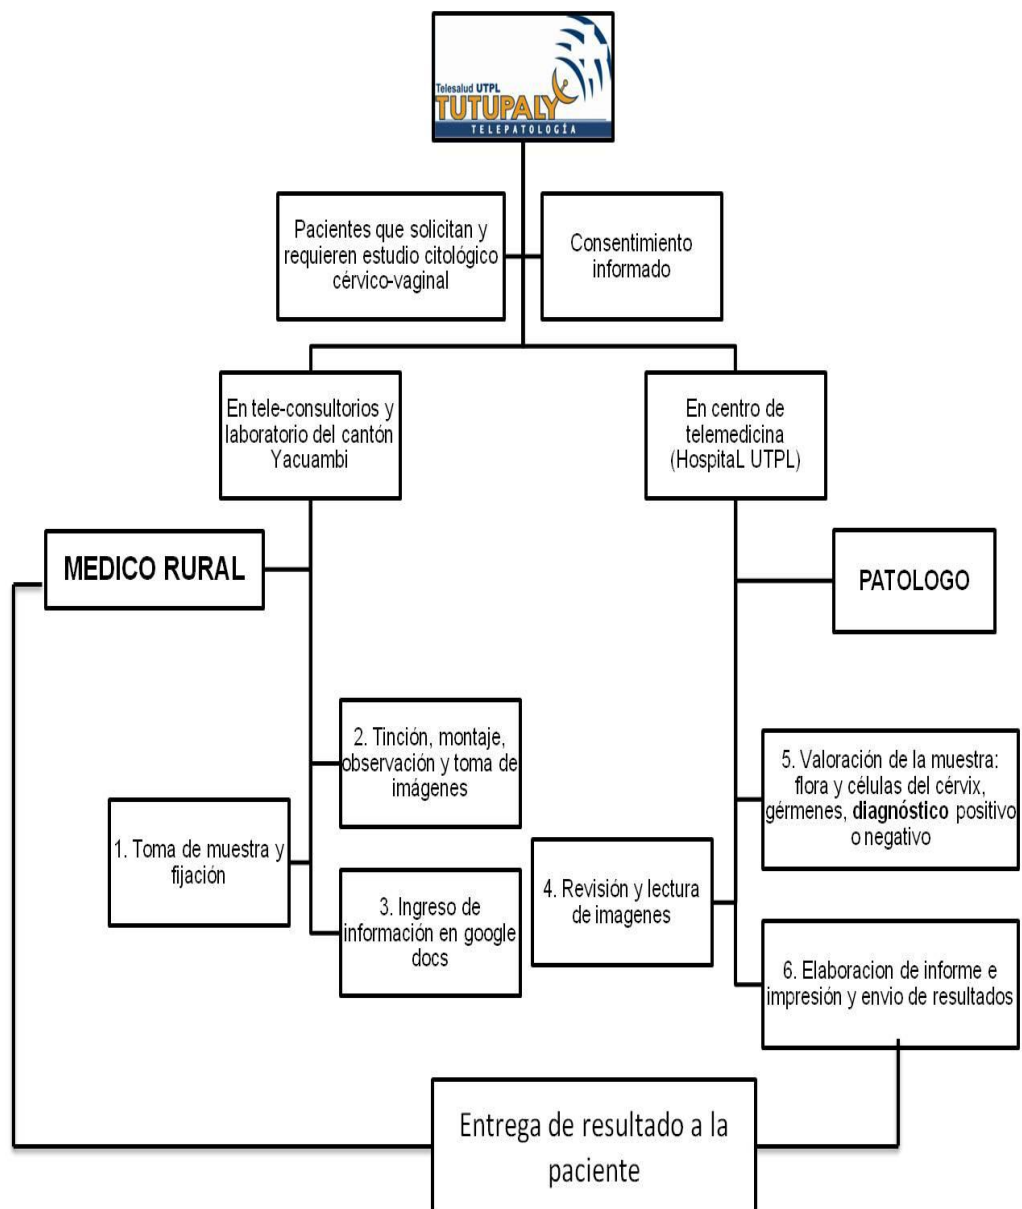 Telesalud UTPL
TUTUPALY
TELEPATOLOGÍA
Pacientes que solicitan y
requieren estudio citológico
cérvico-vaginal
Consentimiento
informado
En tele-consultorios y
laboratorio del cantón
Yacuambi
En centro de
telemedicina
(HospitaL UTPL)
MEDICO RURAL
PATOLOGO
2. Tinción, montaje,
observación y toma de
imágenes
1. Toma de muestra y
fijación
3. Ingreso de
información en google
docs
5. Valoración de la muestra:
flora y células del cérvix,
gérmenes, diagnóstico positivo
o negativo
4. Revisión y lectura
de imagenes
6. Elaboracion de informe e
impresión y envio de resultados
Entrega de resultado a la
paciente